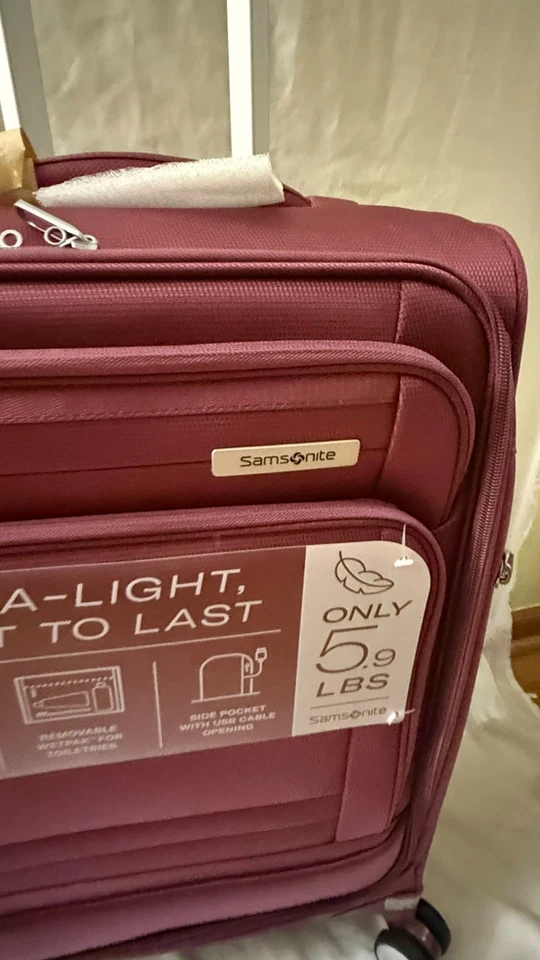 Samsonite
A-LIGHT,
T TO LAST
REMOVABLE
WETPAK™ FOR
TOILETRIES
SIDE POCKET
WITH USB CABLE
OPENING
ONLY
5.9
LBS
Samsonite